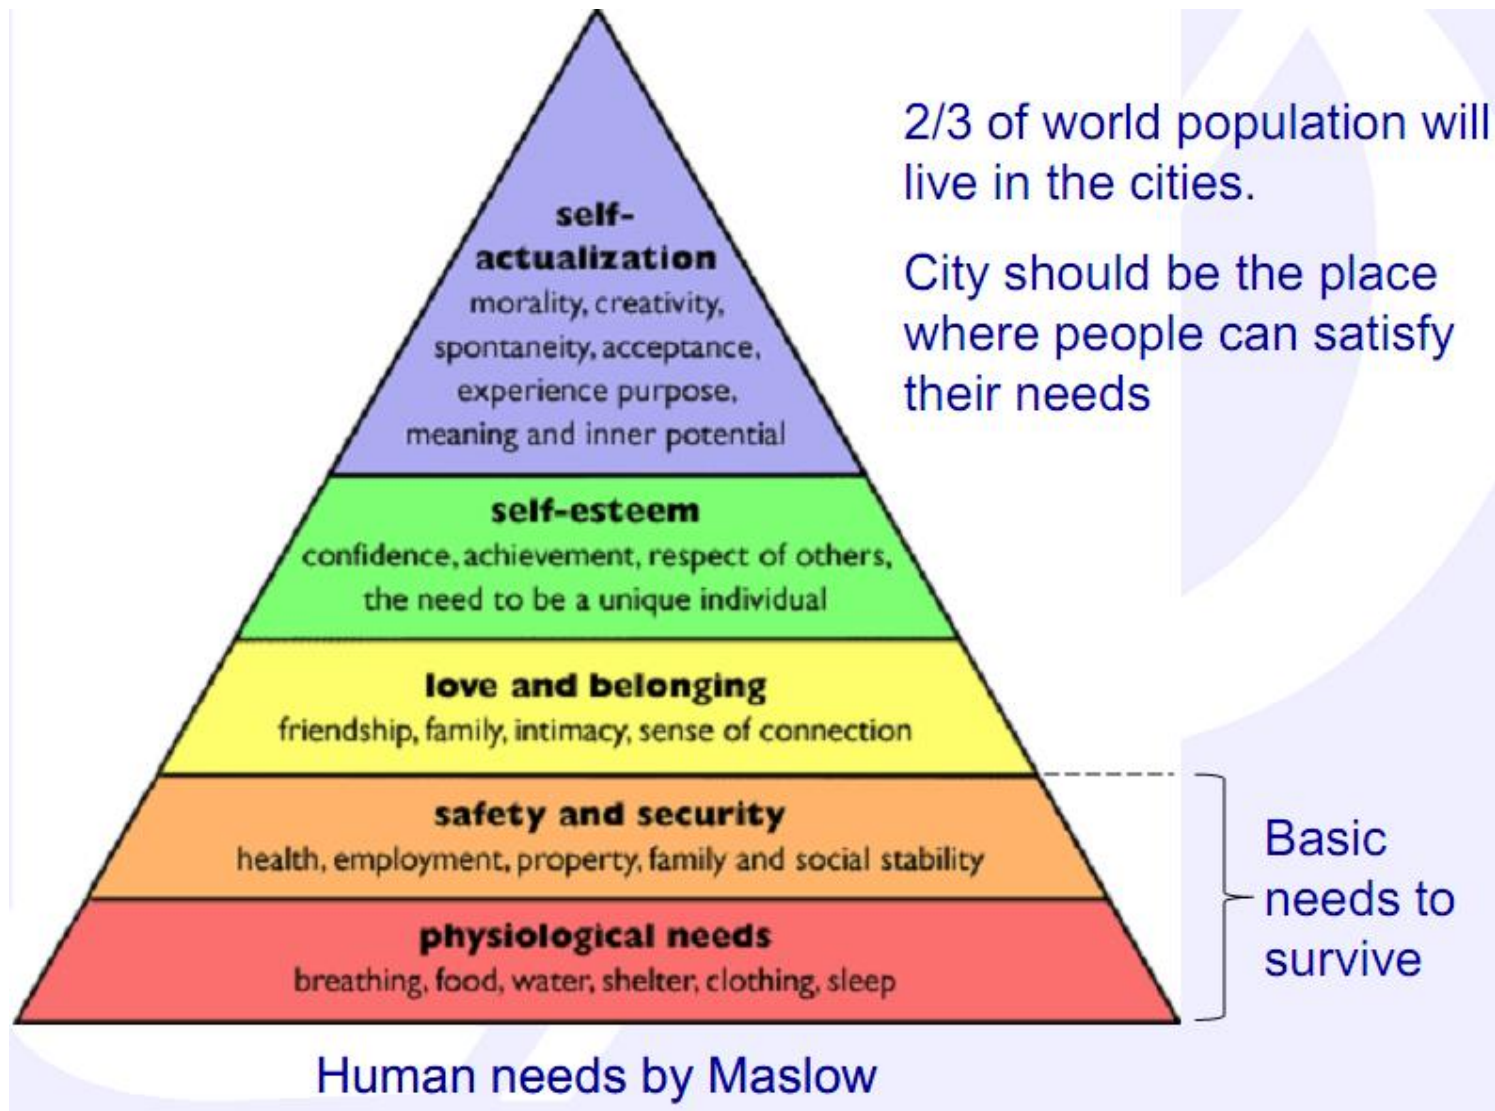 self-
actualization
morality, creativity,
spontaneity, acceptance,
experience purpose,
meaning and inner potential
self-esteem
confidence, achievement, respect of others,
the need to be a unique individual
love and belonging
friendship, family, intimacy, sense of connection
safety and security
health, employment, property, family and social stability
physiological needs
breathing, food, water, shelter, clothing, sleep
2/3 of world population will
live in the cities.
City should be the place
where people can satisfy
their needs
Basic
needs to
survive
Human needs by Maslow